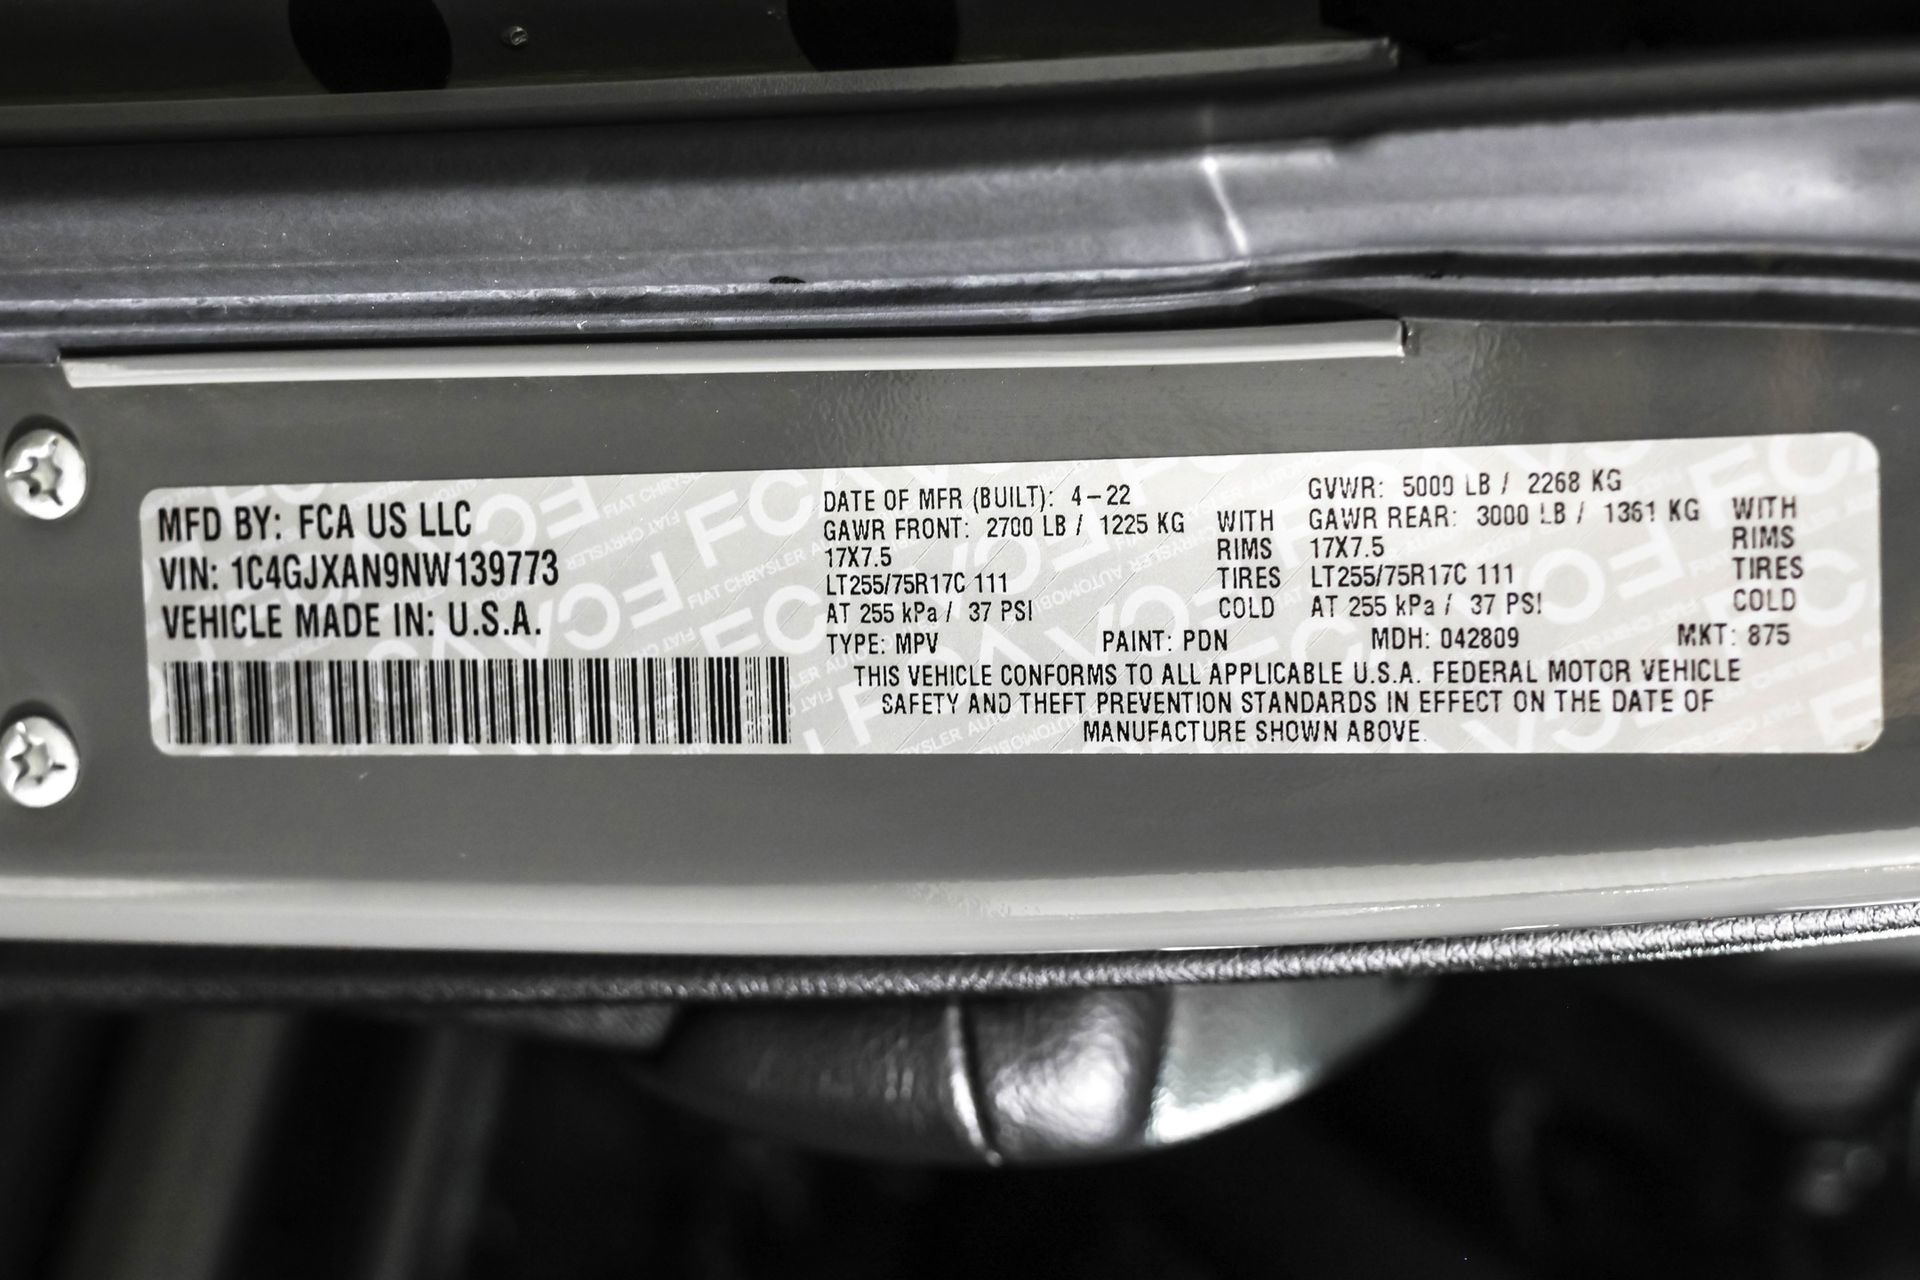 MFD BY: FCA US LLC
VIN: 1C4GJXAN9NW139773
VEHICLE MADE IN: U.S.A.
DATE OF MFR (BUILT): 4-22 GVWR: 5000 LB / 2268 KG
GAWR FRONT: 2700 LB / 1225 KG WITH GAWR REAR: 3000 LB / 1361 KG WITH
17X7.5 RIMS 17X7.5 RIMS
LT255/75R17C 111 TIRES LT255/75R17C 111 TIRES
AT 255 kPa / 37 PSI COLD AT 255 kPa / 37 PSI COLD
TYPE: MPV PAINT: PDN MDH: 042809 MKT: 875
THIS VEHICLE CONFORMS TO ALL APPLICABLE U.S.A. FEDERAL MOTOR VEHICLE
SAFETY AND THEFT PREVENTION STANDARDS IN EFFECT ON THE DATE OF
MANUFACTURE SHOWN ABOVE.